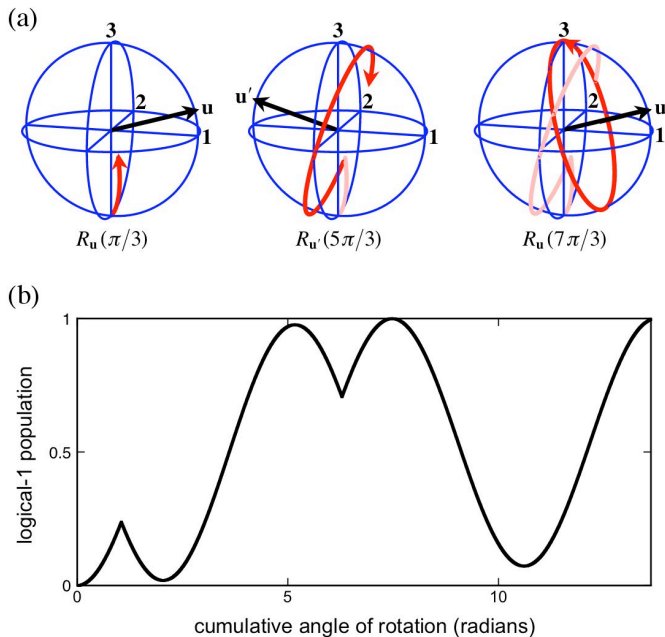 (a)
3
2
u
1
R_u(π/3)
3
u′
2
1
R_u′(5π/3)
3
2
u
1
R_u(7π/3)
(b)
logical-1 population
1
0.5
0
0
5
10
cumulative angle of rotation (radians)